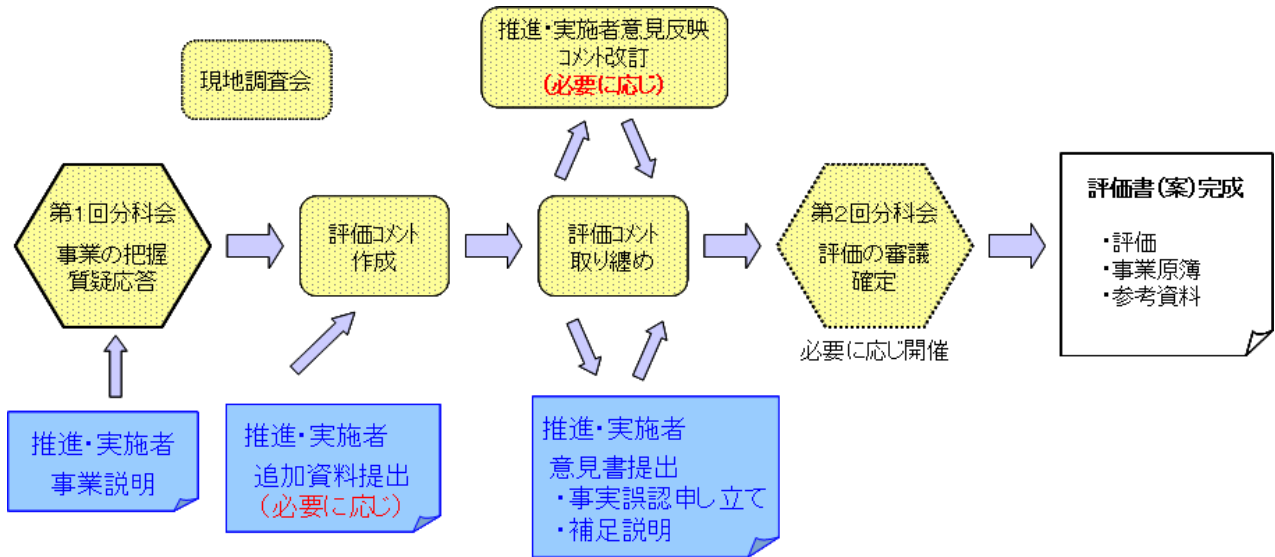 現地調査会
推進・実施者意見反映
コメント改訂
(必要に応じ)
第1回分科会
事業の把握
質疑応答
評価コメント
作成
評価コメント
取り纏め
第2回分科会
評価の審議
確定
必要に応じ開催
評価書(案)完成
・評価
・事業原簿
・参考資料
推進・実施者
事業説明
推進・実施者
追加資料提出
(必要に応じ)
推進・実施者
意見書提出
・事実誤認申し立て
・補足説明